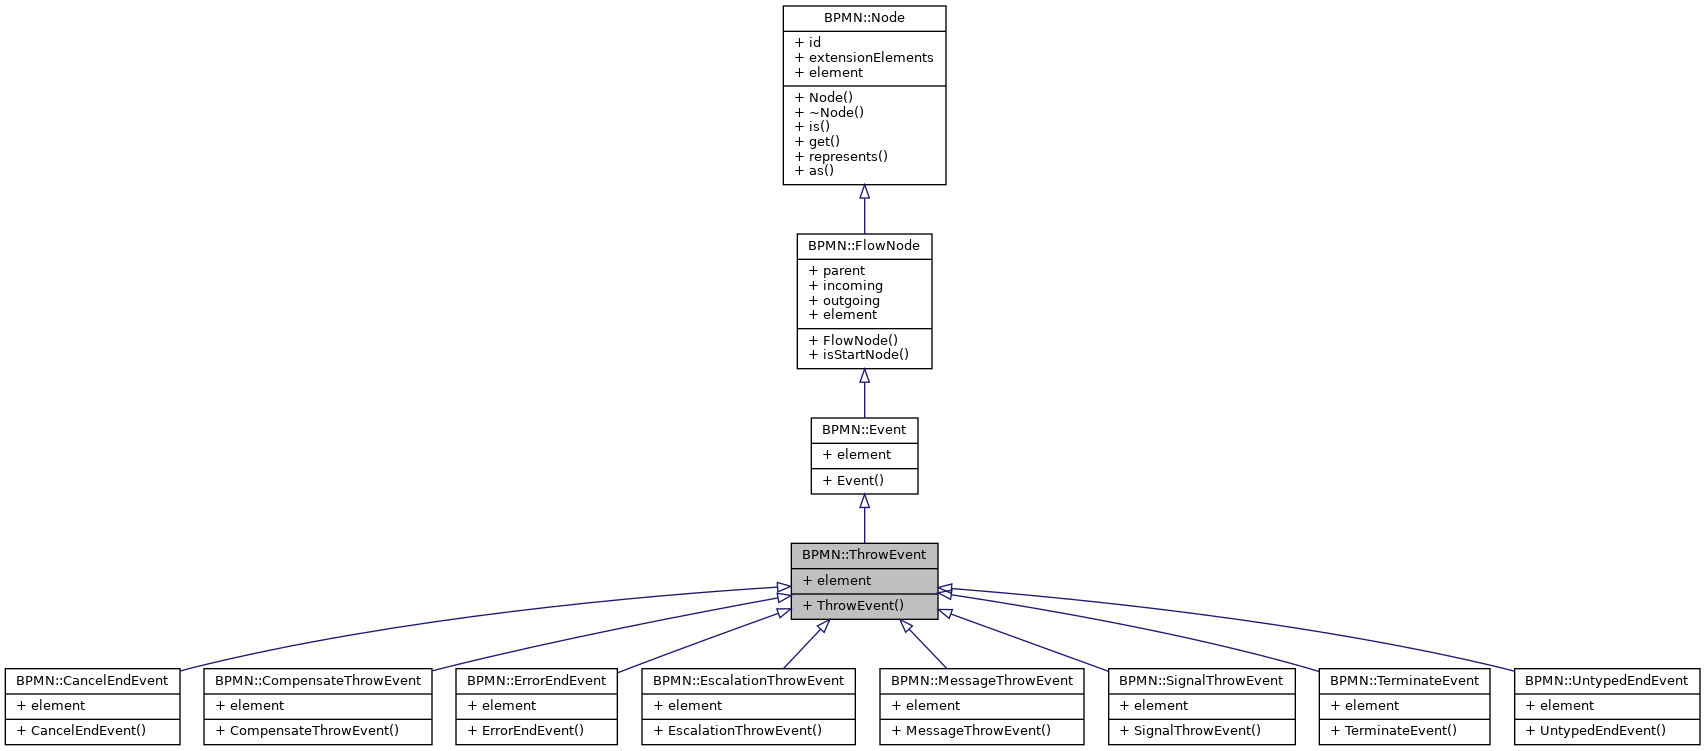 BPMN::Node
+ id
+ extensionElements
+ element
+ Node()
+ ~Node()
+ is()
+ get()
+ represents()
+ as()
BPMN::FlowNode
+ parent
+ incoming
+ outgoing
+ element
+ FlowNode()
+ isStartNode()
BPMN::Event
+ element
+ Event()
BPMN::ThrowEvent
+ element
+ ThrowEvent()
BPMN::CancelEndEvent
+ element
+ CancelEndEvent()
BPMN::CompensateThrowEvent
+ element
+ CompensateThrowEvent()
BPMN::ErrorEndEvent
+ element
+ ErrorEndEvent()
BPMN::EscalationThrowEvent
+ element
+ EscalationThrowEvent()
BPMN::MessageThrowEvent
+ element
+ MessageThrowEvent()
BPMN::SignalThrowEvent
+ element
+ SignalThrowEvent()
BPMN::TerminateEvent
+ element
+ TerminateEvent()
BPMN::UntypedEndEvent
+ element
+ UntypedEndEvent()